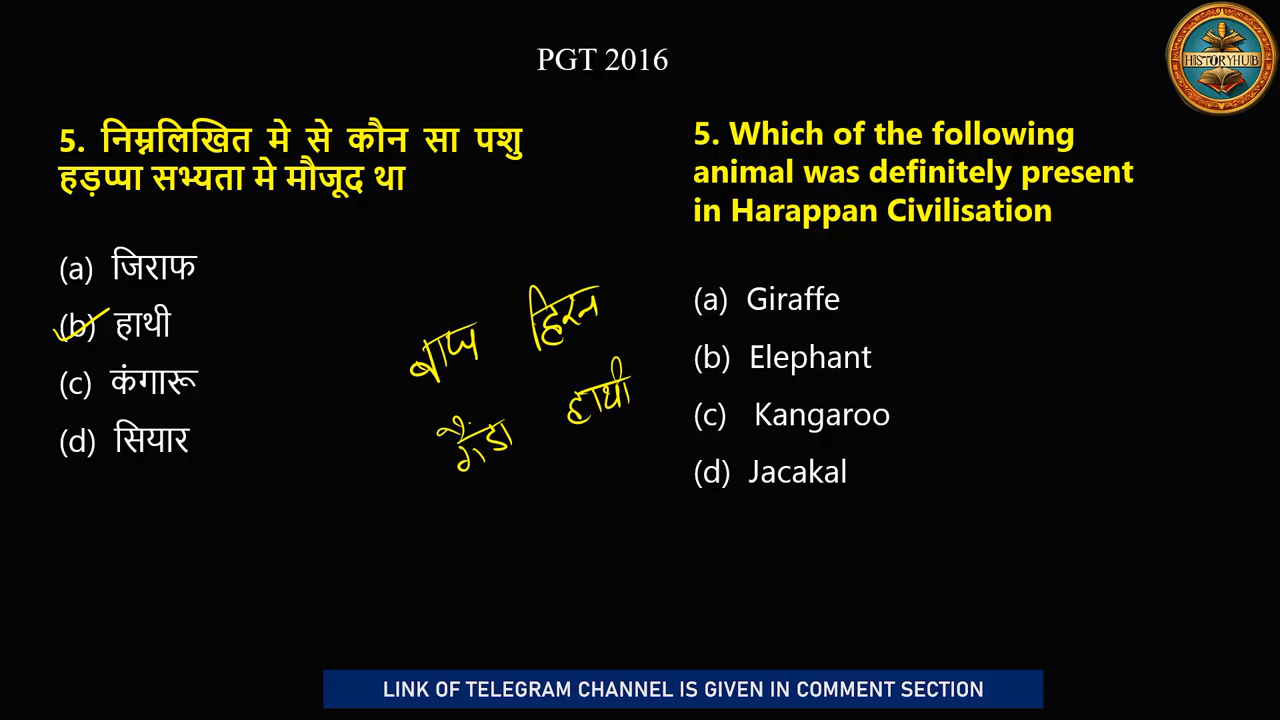 PGT 2016
HISTORYHUB
5. निम्नलिखित मे से कौन सा पशु
हड़प्पा सभ्यता मे मौजूद था
(a) जिराफ
(b) हाथी
(c) कंगारू
(d) सियार
बाघ हिरन
गैंडा हाथी
5. Which of the following
animal was definitely present
in Harappan Civilisation
(a) Giraffe
(b) Elephant
(c) Kangaroo
(d) Jacakal
LINK OF TELEGRAM CHANNEL IS GIVEN IN COMMENT SECTION